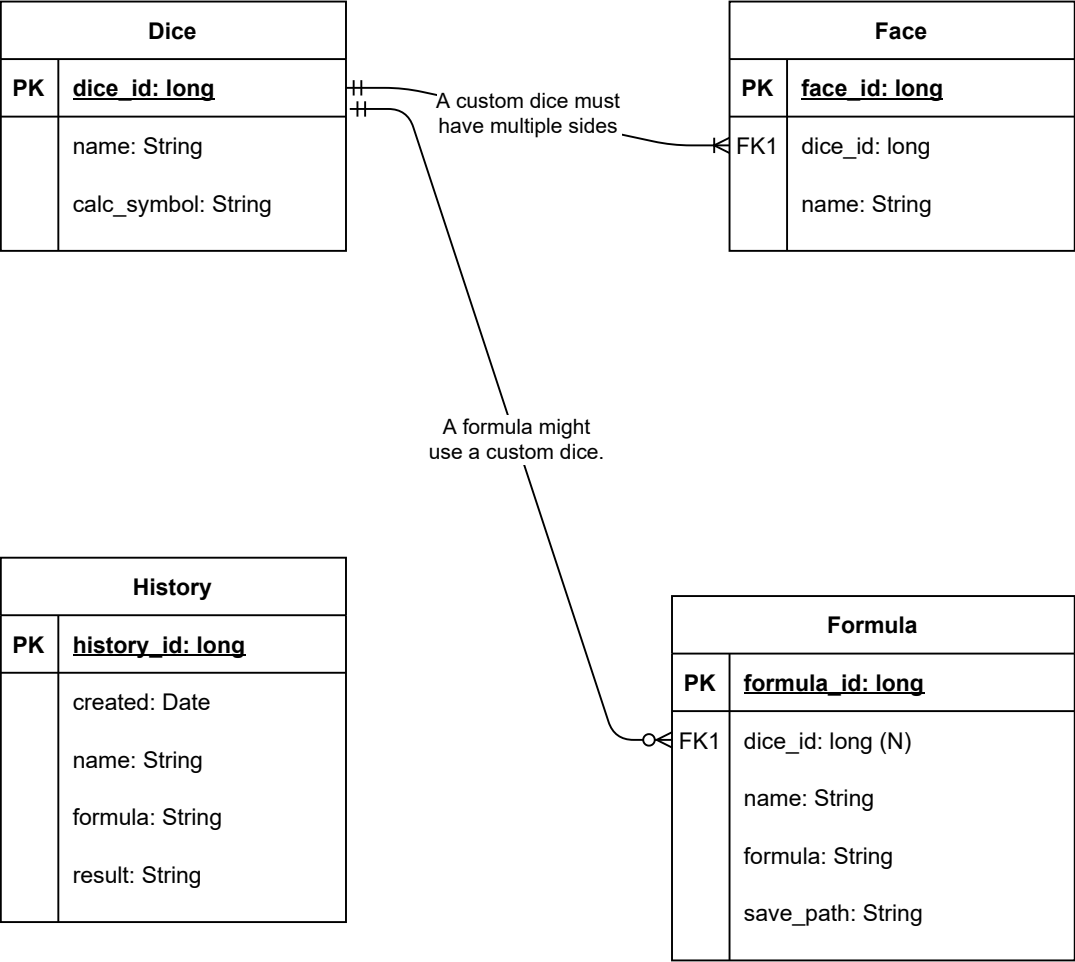 Dice
PK dice_id: long
name: String
calc_symbol: String
Face
PK face_id: long
FK1 dice_id: long
name: String
A custom dice must
have multiple sides
A formula might
use a custom dice.
History
PK history_id: long
created: Date
name: String
formula: String
result: String
Formula
PK formula_id: long
FK1 dice_id: long (N)
name: String
formula: String
save_path: String